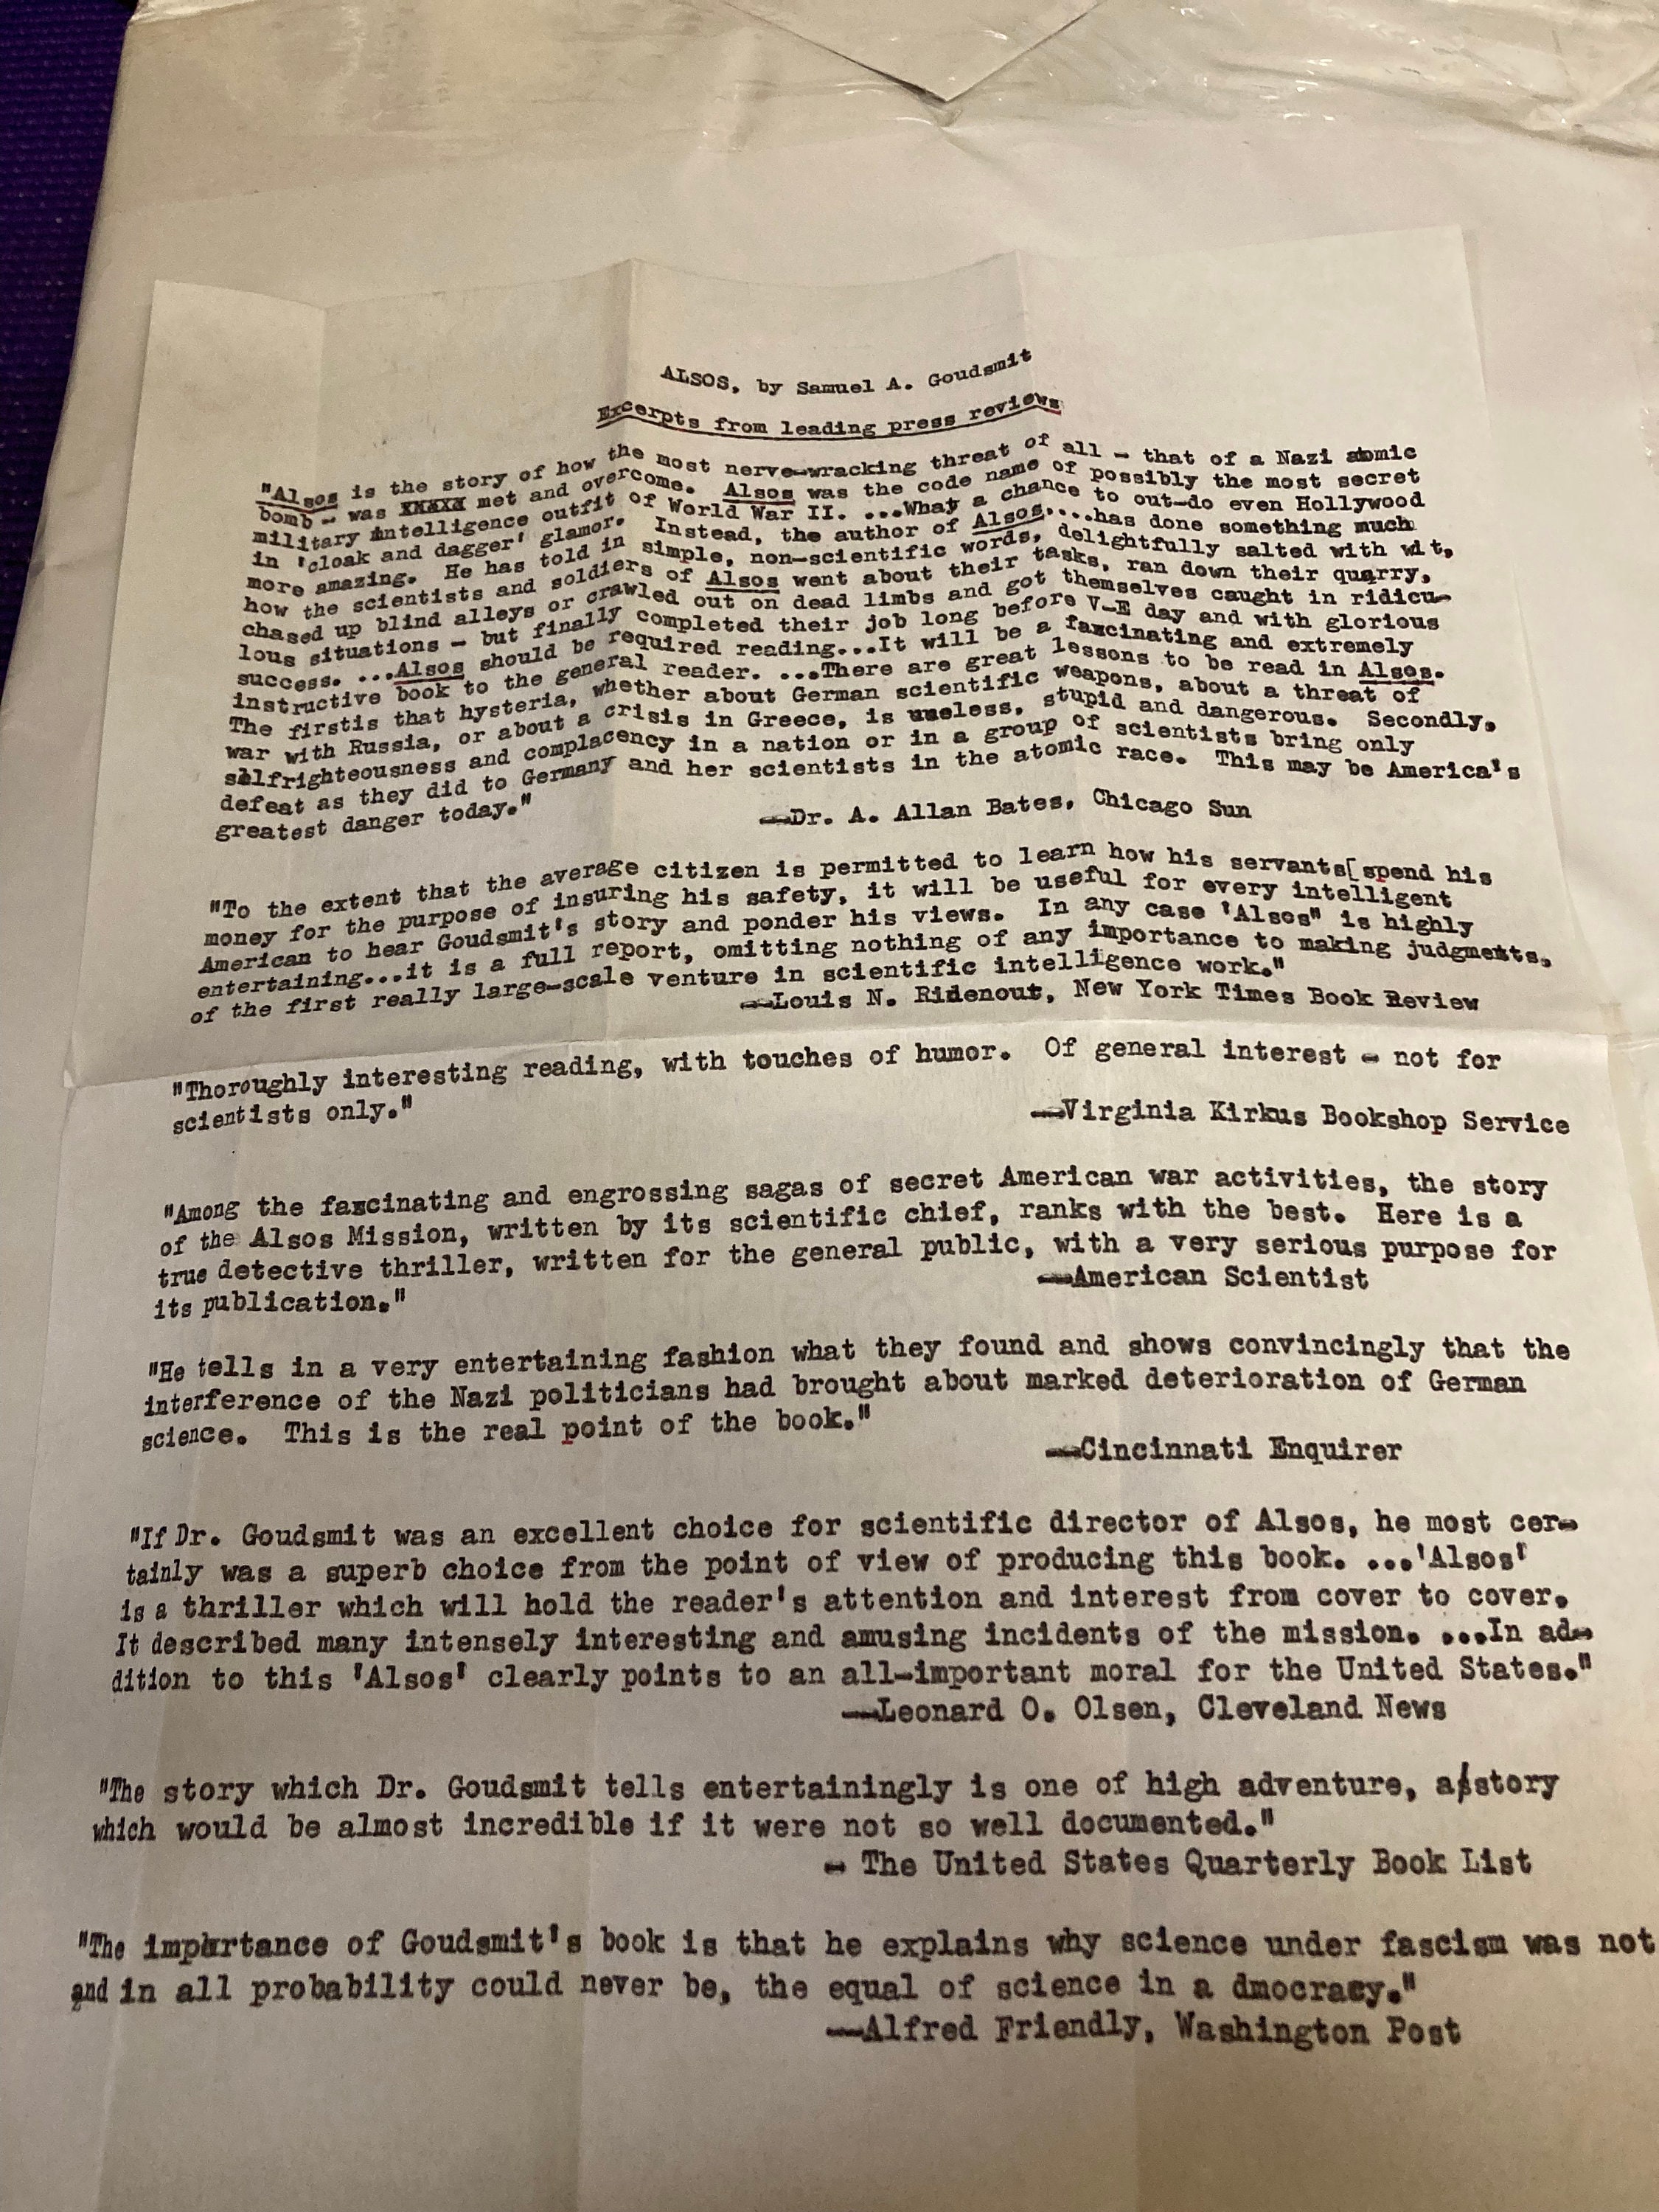 ALSOS, by Samuel A. Goudsmit
Excerpts from leading press reviews
"Alsos is the story of how the most nerve-wracking threat of all - that of a Nazi atomic
bomb - was met and overcome. Alsos was the code name of possibly the most secret
military intelligence outfit of World War II. ...What a chance to out-do even Hollywood
in 'cloak and dagger' glamor. Instead, the author of Alsos....has done something much
more amazing. He has told in simple, non-scientific words, delightfully salted with wit,
how the scientists and soldiers of Alsos went about their tasks, ran down their quarry,
chased up blind alleys or crawled out on dead limbs and got themselves caught in ridicu-
lous situations - but finally completed their job long before V-E day and with glorious
success. ...Alsos should be required reading...It will be a fascinating and extremely
instructive book to the general reader. ...There are great lessons to be read in Alsos.
The firstis that hysteria, whether about German scientific weapons, about a threat of
war with Russia, or about a crisis in Greece, is useless, stupid and dangerous. Secondly,
selfrighteousness and complacency in a nation or in a group of scientists bring only
defeat as they did to Germany and her scientists in the atomic race. This may be America's
greatest danger today."
--Dr. A. Allan Bates, Chicago Sun
"To the extent that the average citizen is permitted to learn how his servants[spend his
money for the purpose of insuring his safety, it will be useful for every intelligent
American to hear Goudsmit's story and ponder his views. In any case 'Alsos" is highly
entertaining...it is a full report, omitting nothing of any importance to making judgments,
of the first really large-scale venture in scientific intelligence work."
--Louis N. Ridenout, New York Times Book Review
"Thoroughly interesting reading, with touches of humor. Of general interest - not for
scientists only."
--Virginia Kirkus Bookshop Service
"Among the fascinating and engrossing sagas of secret American war activities, the story
of the Alsos Mission, written by its scientific chief, ranks with the best. Here is a
true detective thriller, written for the general public, with a very serious purpose for
its publication."
--American Scientist
"He tells in a very entertaining fashion what they found and shows convincingly that the
interference of the Nazi politicians had brought about marked deterioration of German
science. This is the real point of the book."
--Cincinnati Enquirer
"If Dr. Goudsmit was an excellent choice for scientific director of Alsos, he most cer-
tainly was a superb choice from the point of view of producing this book. ...'Alsos'
is a thriller which will hold the reader's attention and interest from cover to cover.
It described many intensely interesting and amusing incidents of the mission. ...In ad-
dition to this 'Alsos' clearly points to an all-important moral for the United States."
--Leonard O. Olsen, Cleveland News
"The story which Dr. Goudsmit tells entertainingly is one of high adventure, a story
which would be almost incredible if it were not so well documented."
- The United States Quarterly Book List
"The importance of Goudsmit's book is that he explains why science under fascism was not
and in all probability could never be, the equal of science in a dmocracy."
--Alfred Friendly, Washington Post